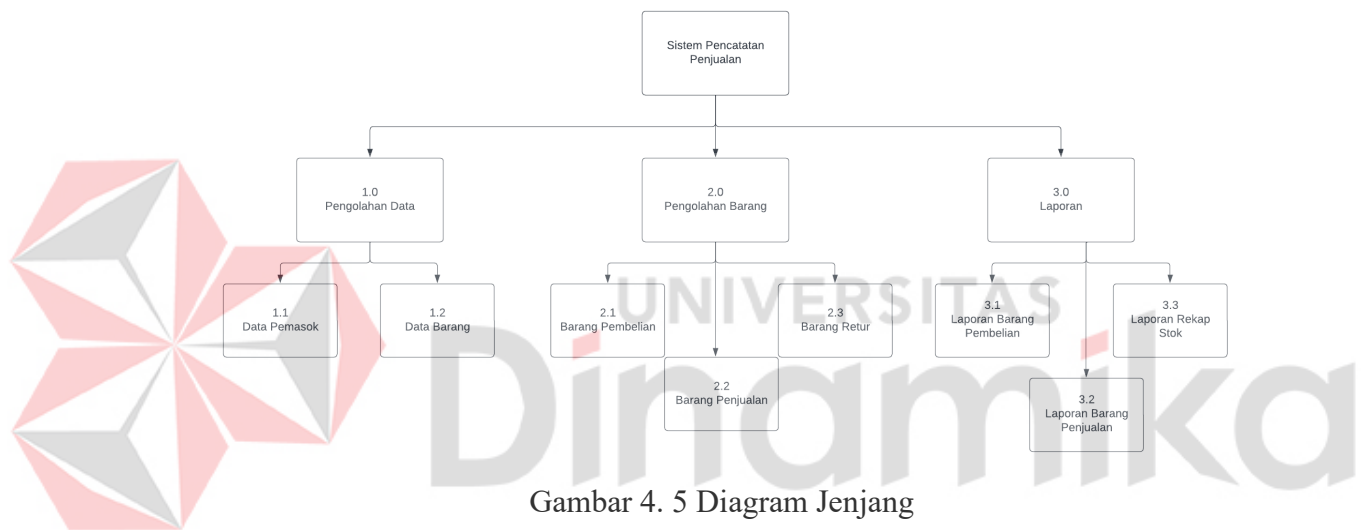 Sistem Pencatatan
Penjualan
1.0
Pengolahan Data
2.0
Pengolahan Barang
3.0
Laporan
1.1
Data Pemasok
1.2
Data Barang
2.1
Barang Pembelian
2.2
Barang Penjualan
2.3
Barang Retur
3.1
Laporan Barang
Pembelian
3.2
Laporan Barang
Penjualan
3.3
Laporan Rekap
Stok
UNIVERSITAS
Dinamika
Gambar 4. 5 Diagram Jenjang